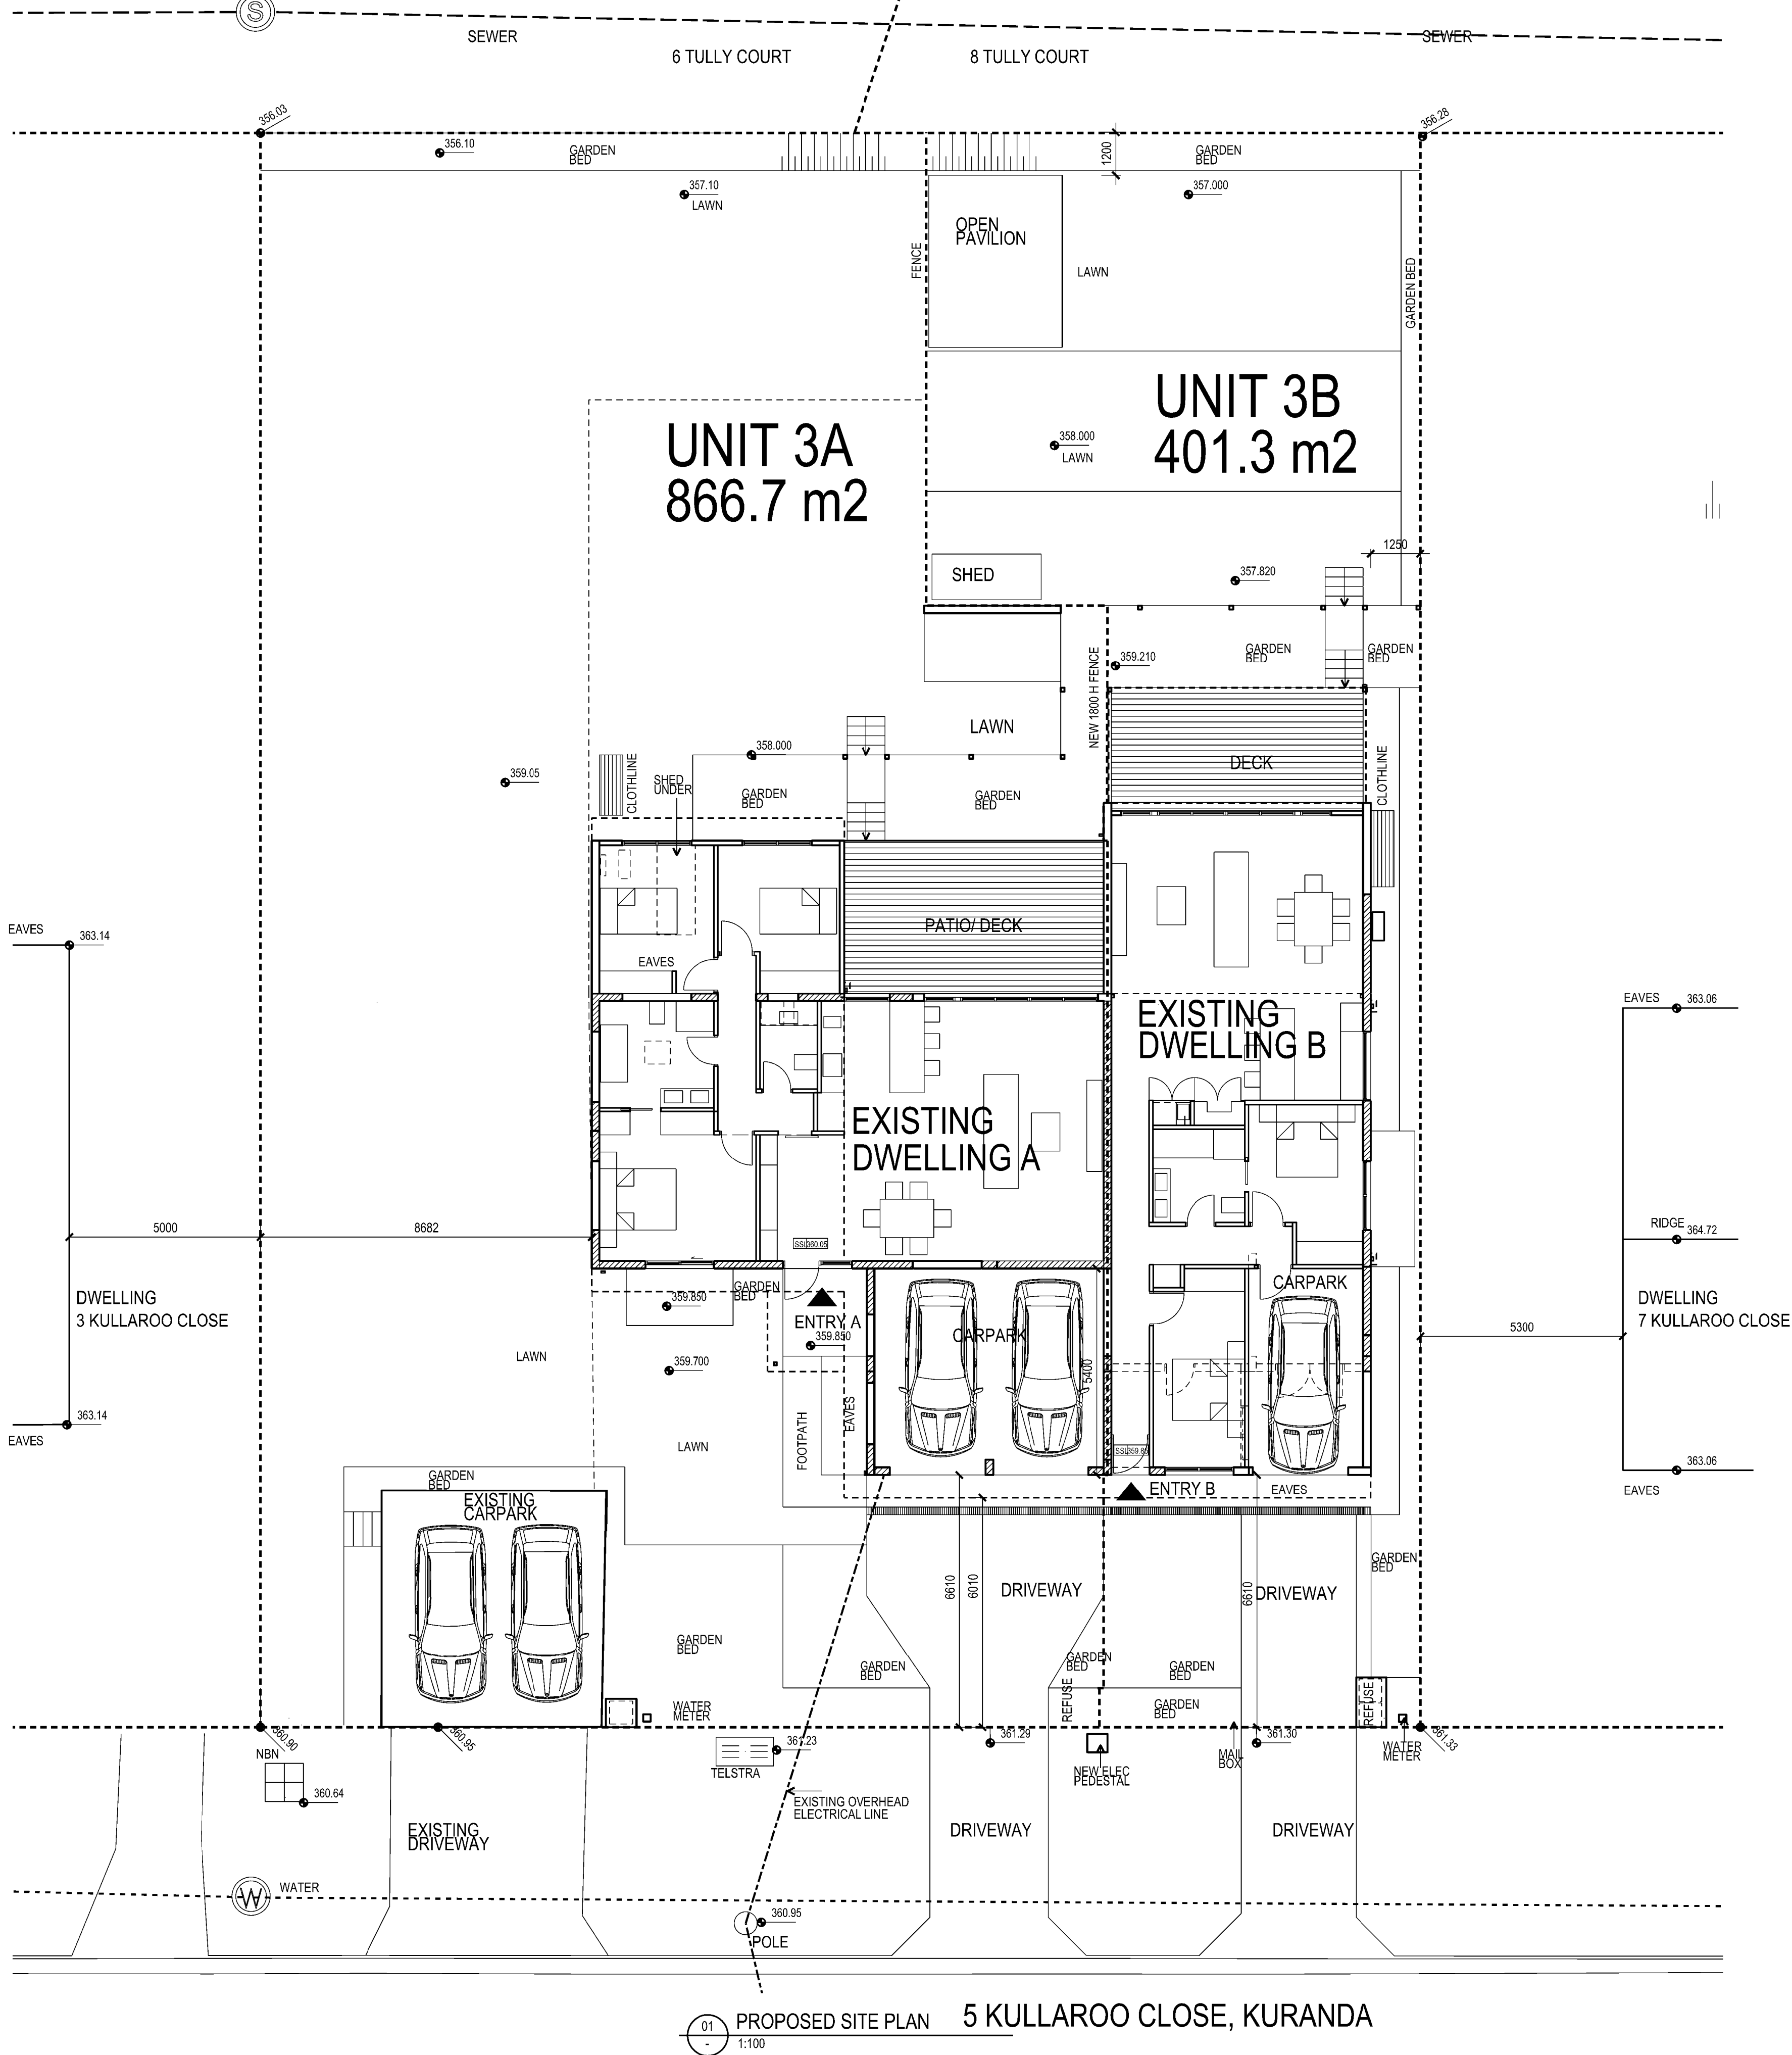 S
SEWER
SEWER
6 TULLY COURT
8 TULLY COURT
356.03
356.28
356.10
GARDEN
BED
1200
GARDEN
BED
357.10
LAWN
357.000
OPEN
PAVILION
FENCE
LAWN
GARDEN BED
UNIT 3A
866.7 m2
UNIT 3B
401.3 m2
358.000
LAWN
1250
SHED
357.820
GARDEN
BED
GARDEN
BED
NEW 1800 H FENCE
359.210
LAWN
358.000
359.05
CLOTHLINE
SHED
UNDER
GARDEN
BED
GARDEN
BED
DECK
CLOTHLINE
EAVES
363.14
PATIO/ DECK
EAVES
EXISTING
DWELLING B
EAVES
363.06
EXISTING
DWELLING A
5000
8682
SSL360.05
RIDGE
364.72
DWELLING
3 KULLAROO CLOSE
359.850
GARDEN
BED
ENTRY A
359.850
CARPARK
CARPARK
DWELLING
7 KULLAROO CLOSE
5300
LAWN
359.700
5400
363.14
EAVES
LAWN
FOOTPATH
EAVES
SSL359.8
363.06
EAVES
GARDEN
BED
EXISTING
CARPARK
ENTRY B
EAVES
GARDEN
BED
6610
6010
DRIVEWAY
6610
DRIVEWAY
GARDEN
BED
GARDEN
BED
GARDEN
BED
GARDEN
BED
WATER
METER
REFUSE
GARDEN
BED
REFUSE
360.90
360.95
361.23
361.29
361.30
361.33
NBN
TELSTRA
NEW ELEC
PEDESTAL
MAIL
BOX
WATER
METER
360.64
EXISTING OVERHEAD
ELECTRICAL LINE
EXISTING
DRIVEWAY
DRIVEWAY
DRIVEWAY
W
WATER
360.95
POLE
01
-
PROPOSED SITE PLAN
1:100
5 KULLAROO CLOSE, KURANDA